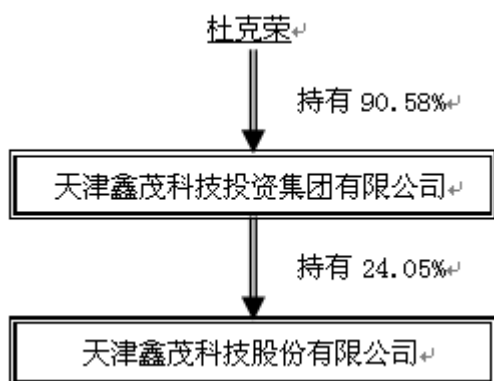 杜克荣
持有 90.58%
天津鑫茂科技投资集团有限公司
持有 24.05%
天津鑫茂科技股份有限公司